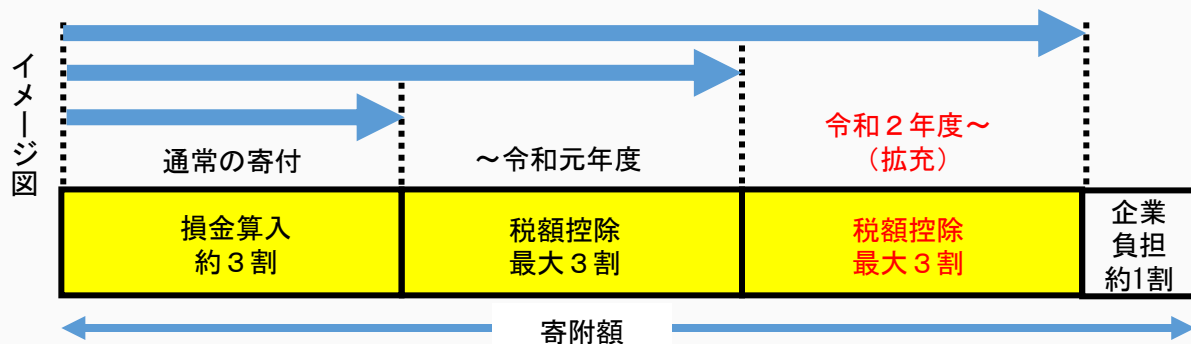 イメージ図
通常の寄付
～令和元年度
令和２年度～
（拡充）
損金算入
約３割
税額控除
最大３割
税額控除
最大３割
企業
負担
約1割
寄附額